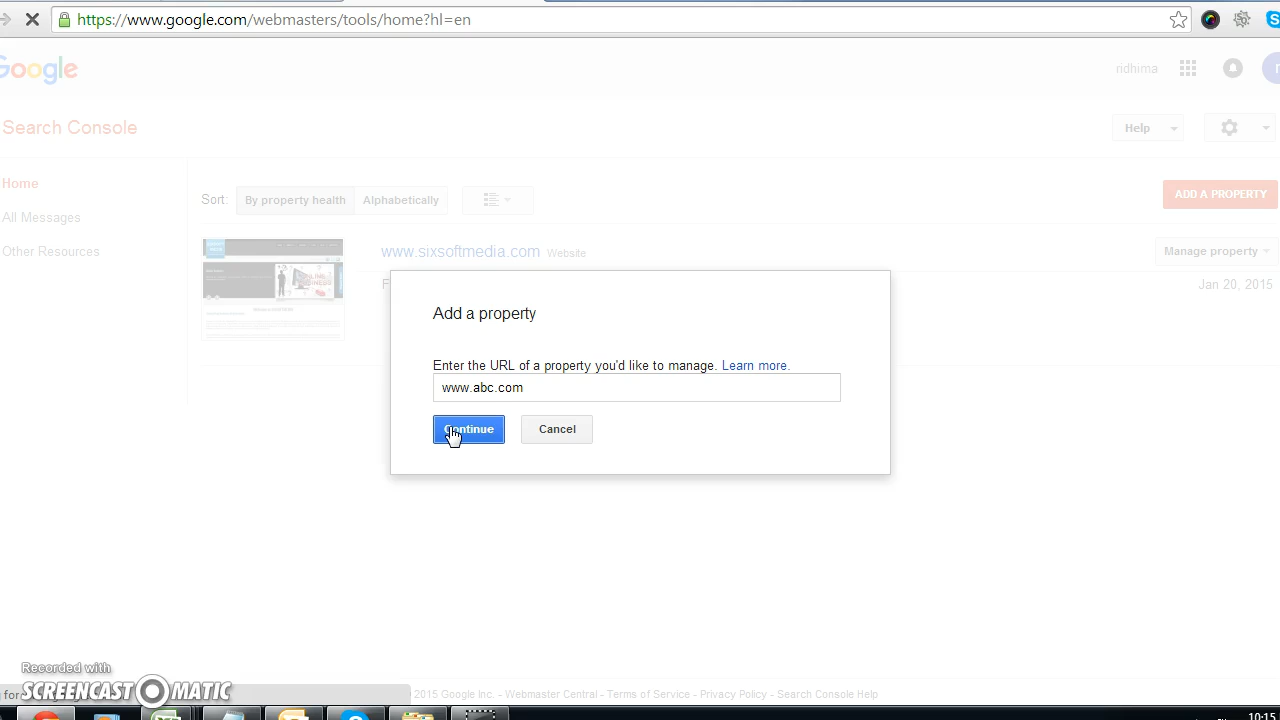 https://www.google.com/webmasters/tools/home?hl=en
Google
ridhima
Search Console
Help
Home
All Messages
Other Resources
Sort:
By property health
Alphabetically
ADD A PROPERTY
www.sixsoftmedia.com Website
Manage property
Jan 20, 2015
Add a property
Enter the URL of a property you'd like to manage. Learn more.
www.abc.com
Continue
Cancel
Recorded with
SCREENCAST MATIC
2015 Google Inc. - Webmaster Central - Terms of Service - Privacy Policy - Search Console Help
10:15